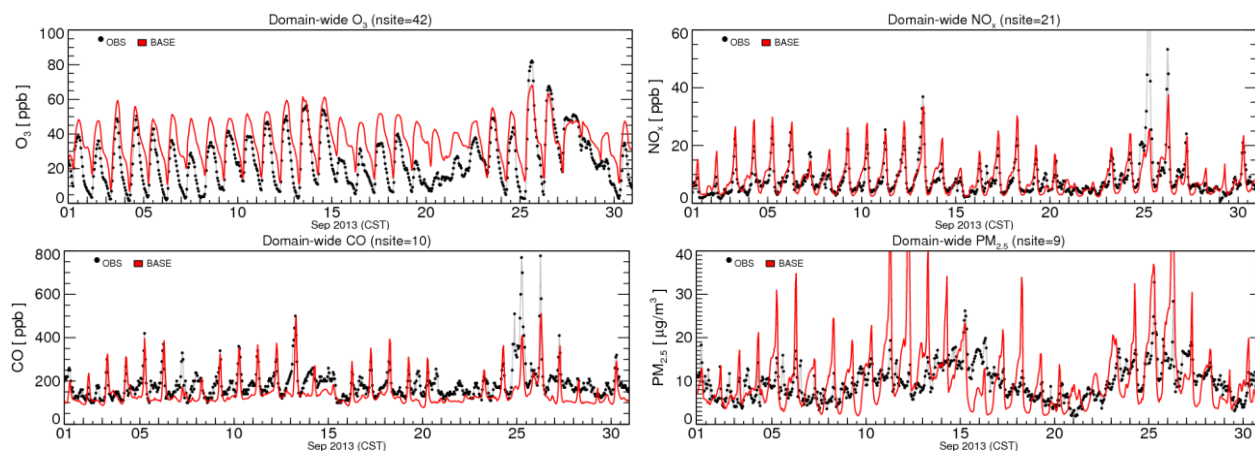 Domain-wide O₃ (nsite=42)
100
80
60
40
20
0
O₃ [ ppb]
OBS BASE
01 05 10 15 20 25 30
Sep 2013 (CST)
Domain-wide NOₓ (nsite=21)
60
40
20
0
NOₓ [ ppb]
OBS BASE
01 05 10 15 20 25 30
Sep 2013 (CST)
Domain-wide CO (nsite=10)
800
600
400
200
0
CO [ ppb]
OBS BASE
01 05 10 15 20 25 30
Sep 2013 (CST)
Domain-wide PM₂.₅ (nsite=9)
40
30
20
10
0
PM₂.₅ [ μg/m³]
OBS BASE
01 05 10 15 20 25 30
Sep 2013 (CST)